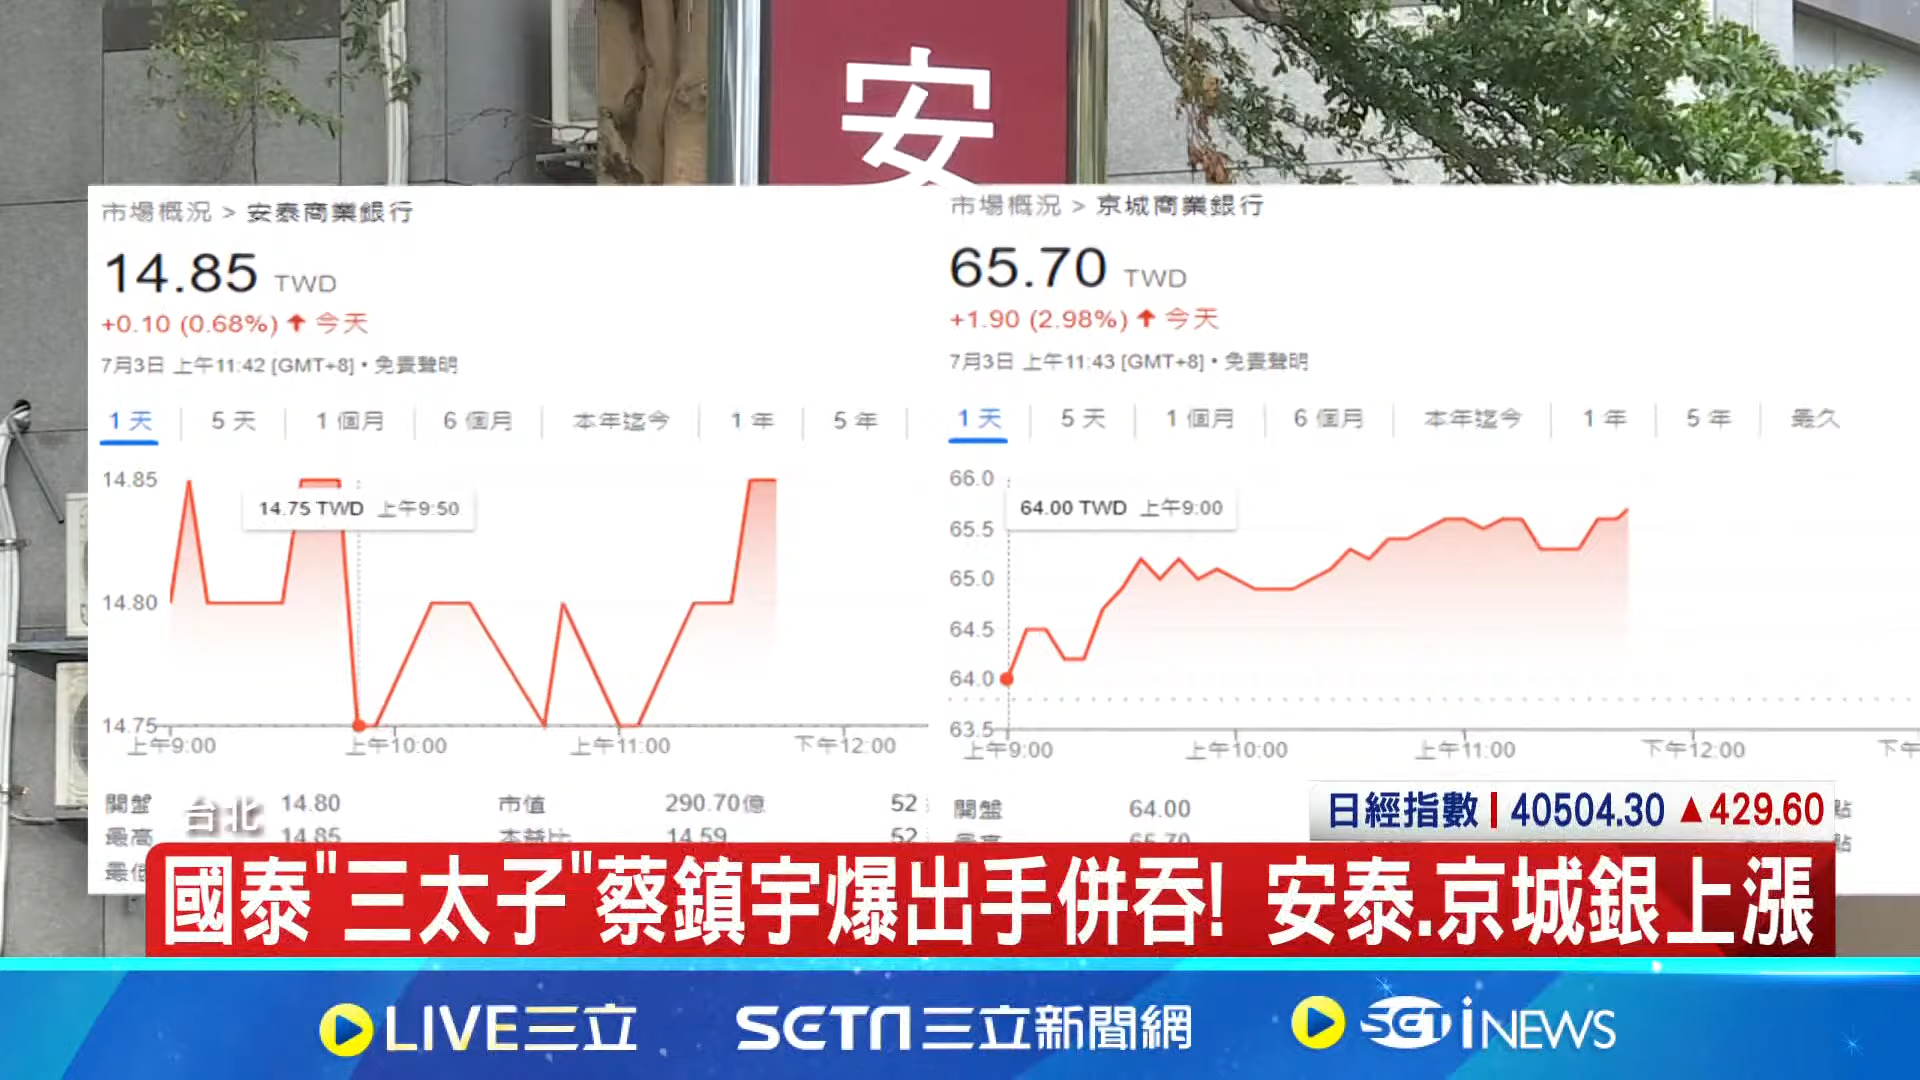 安
市場概況 > 安泰商業銀行
14.85 TWD
+0.10 (0.68%) ↑ 今天
7月3日 上午11:42 [GMT+8] • 免責聲明
1 天
5 天
1 個月
6 個月
本年迄今
1 年
5 年
14.85
14.80
14.75
14.75 TWD 上午9:50
上午9:00
上午10:00
上午11:00
下午12:00
開盤 14.80
市值 290.70億
52
最高 14.85
本益比 14.59
52
市場概況 > 京城商業銀行
65.70 TWD
+1.90 (2.98%) ↑ 今天
7月3日 上午11:43 [GMT+8] • 免責聲明
1 天
5 天
1 個月
6 個月
本年迄今
1 年
5 年
最久
66.0
65.5
65.0
64.5
64.0
63.5
64.00 TWD 上午9:00
上午9:00
上午10:00
上午11:00
下午12:00
下午
開盤 64.00
最高 65.70
台北
日經指數 40504.30 ▲429.60
國泰"三太子"蔡鎮宇爆出手併吞! 安泰.京城銀上漲
LIVE三立
SETN三立新聞網
SETiNEWS